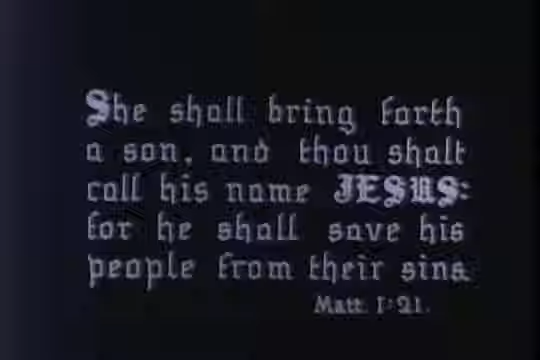 She shall bring forth
a son, and thou shalt
call his name JESUS:
for he shall save his
people from their sins.
Matt. 1:21.